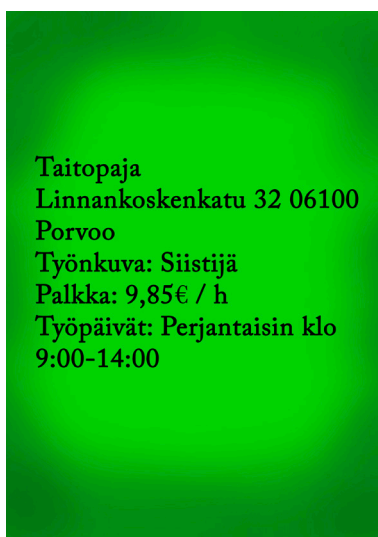 Taitopaja
Linnankoskenkatu 32 06100
Porvoo
Työnkuva: Siistijä
Palkka: 9,85€ / h
Työpäivät: Perjantaisin klo
9:00-14:00